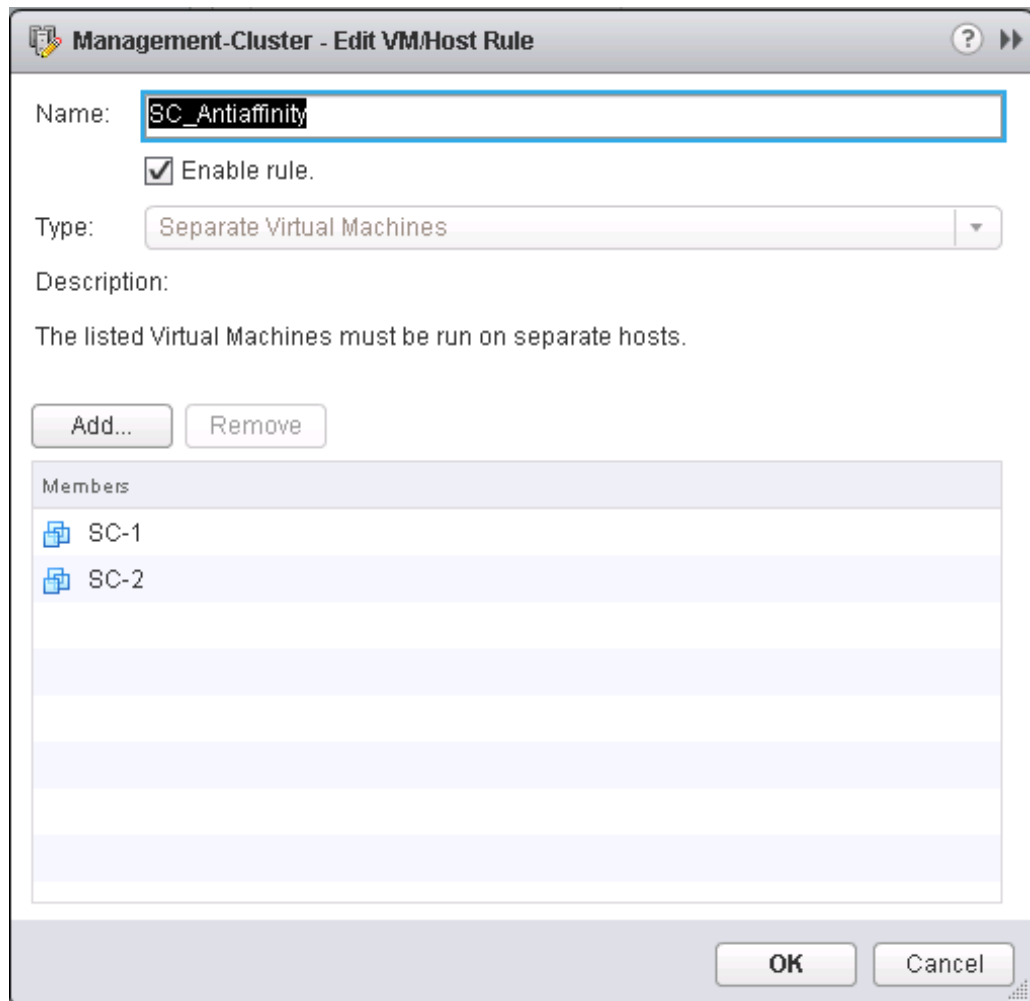 Management-Cluster - Edit VM/Host Rule ?
Name: SC_Antiaffinity
Enable rule.
Type: Separate Virtual Machines
Description:
The listed Virtual Machines must be run on separate hosts.
Add... Remove
Members
SC-1
SC-2
OK Cancel